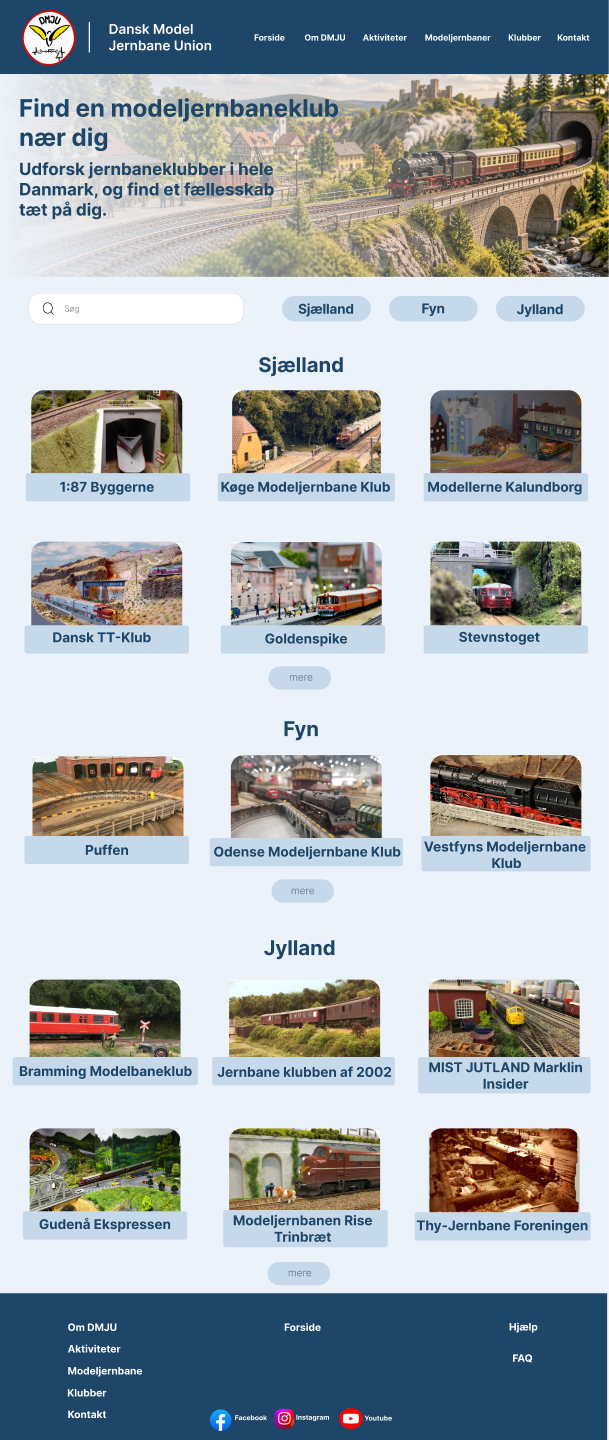 DMJU
Dansk Model
Jernbane Union
Forside
Om DMJU
Aktiviteter
Modeljernbaner
Klubber
Kontakt
Find en modeljernbaneklub
nær dig
Udforsk jernbaneklubber i hele
Danmark, og find et fællesskab
tæt på dig.
Søg
Sjælland
Fyn
Jylland
Sjælland
1:87 Byggerne
Køge Modeljernbane Klub
Modellerne Kalundborg
Dansk TT-Klub
Goldenspike
Stevnstoget
mere
Fyn
Puffen
Odense Modeljernbane Klub
Vestfyns Modeljernbane
Klub
mere
Jylland
Bramming Modelbaneklub
Jernbane klubben af 2002
MIST JUTLAND Marklin
Insider
Gudenå Ekspressen
Modeljernbanen Rise
Trinbræt
Thy-Jernbane Foreningen
mere
Om DMJU
Aktiviteter
Modeljernbane
Klubber
Kontakt
Forside
Hjælp
FAQ
Facebook
Instagram
Youtube